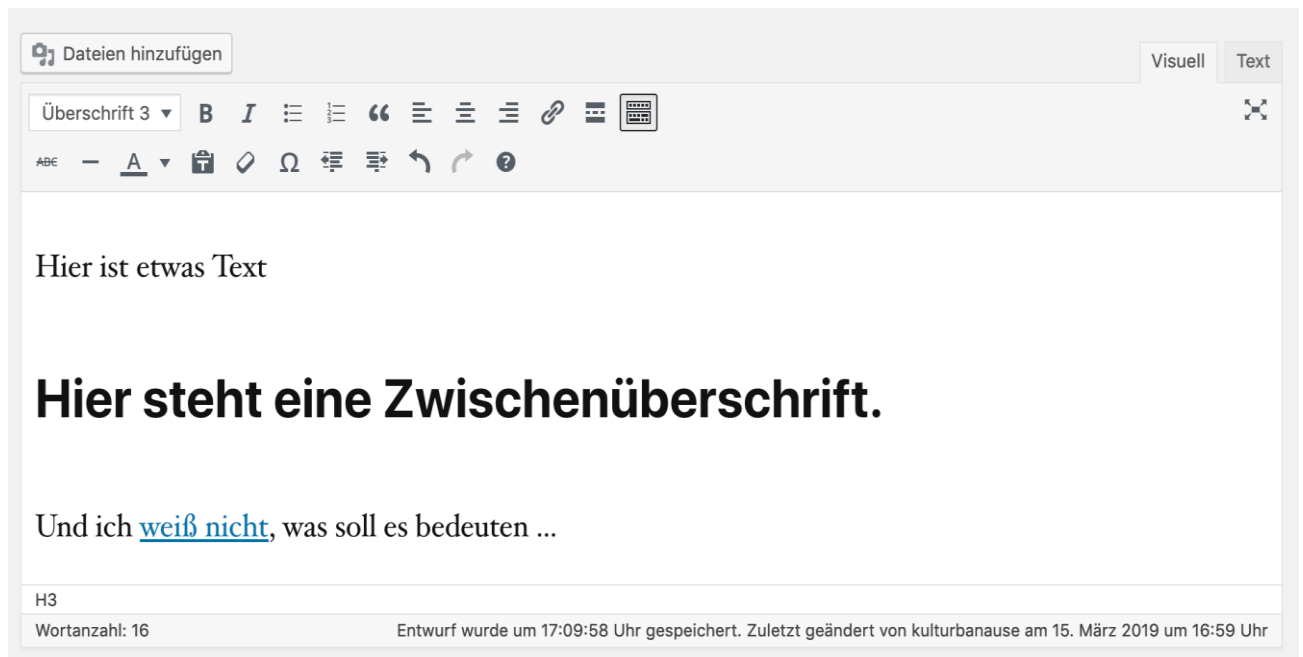 Dateien hinzufügen
Visuell Text
Überschrift 3 B I
ABC A Ω
Hier ist etwas Text
Hier steht eine Zwischenüberschrift.
Und ich weiß nicht, was soll es bedeuten ...
H3
Wortanzahl: 16 Entwurf wurde um 17:09:58 Uhr gespeichert. Zuletzt geändert von kulturbanause am 15. März 2019 um 16:59 Uhr